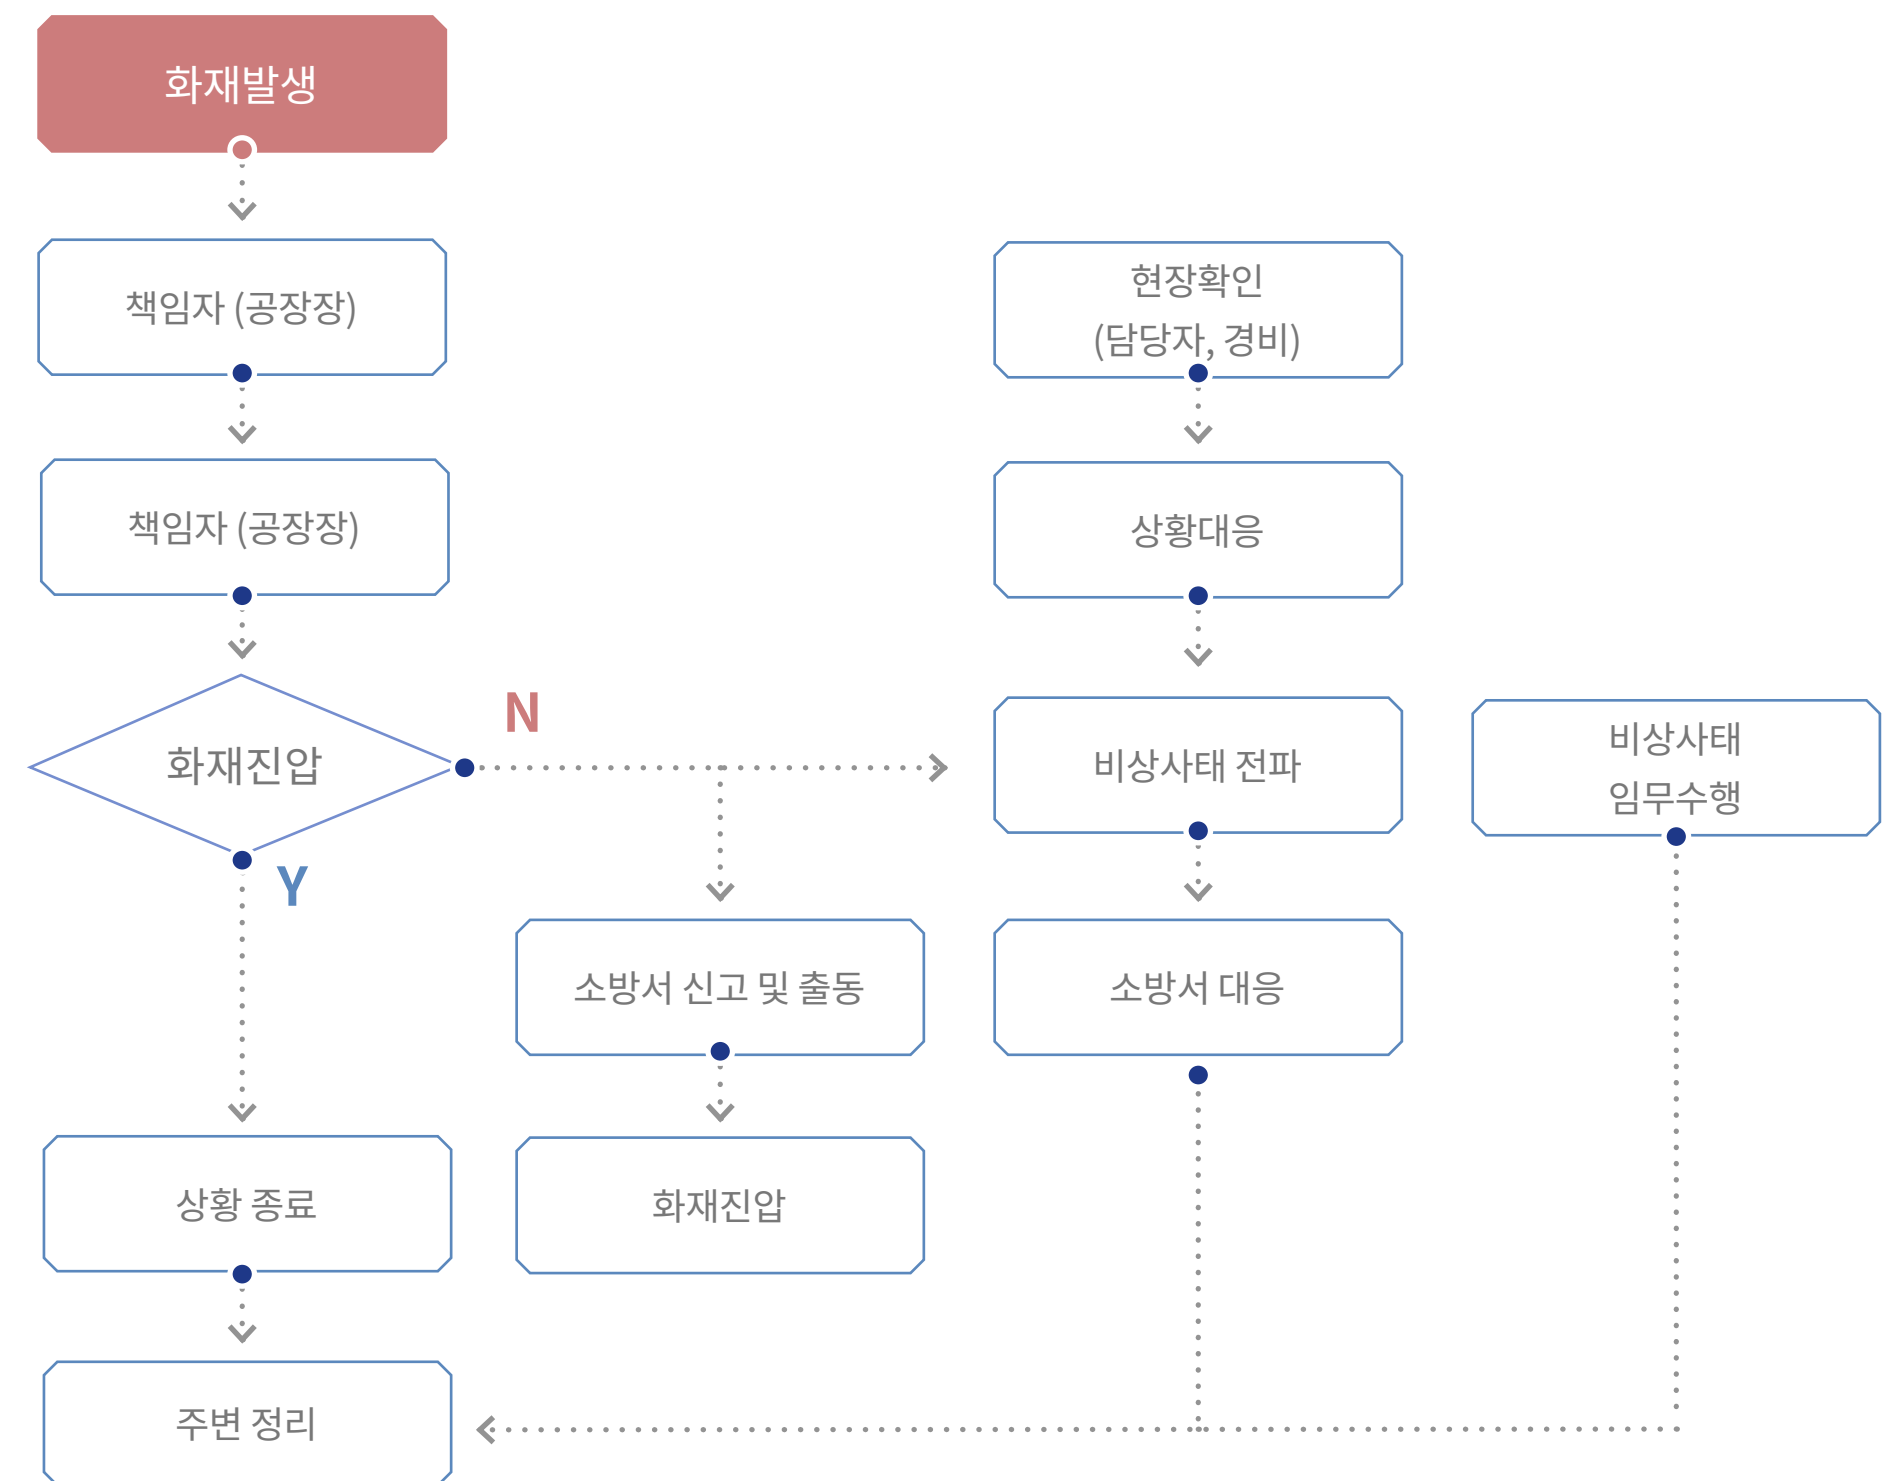 화재발생
책임자 (공장장)
현장확인
(담당자, 경비)
책임자 (공장장)
상황대응
N
화재진압
비상사태 전파
비상사태
임무수행
Y
소방서 신고 및 출동
소방서 대응
상황 종료
화재진압
주변 정리